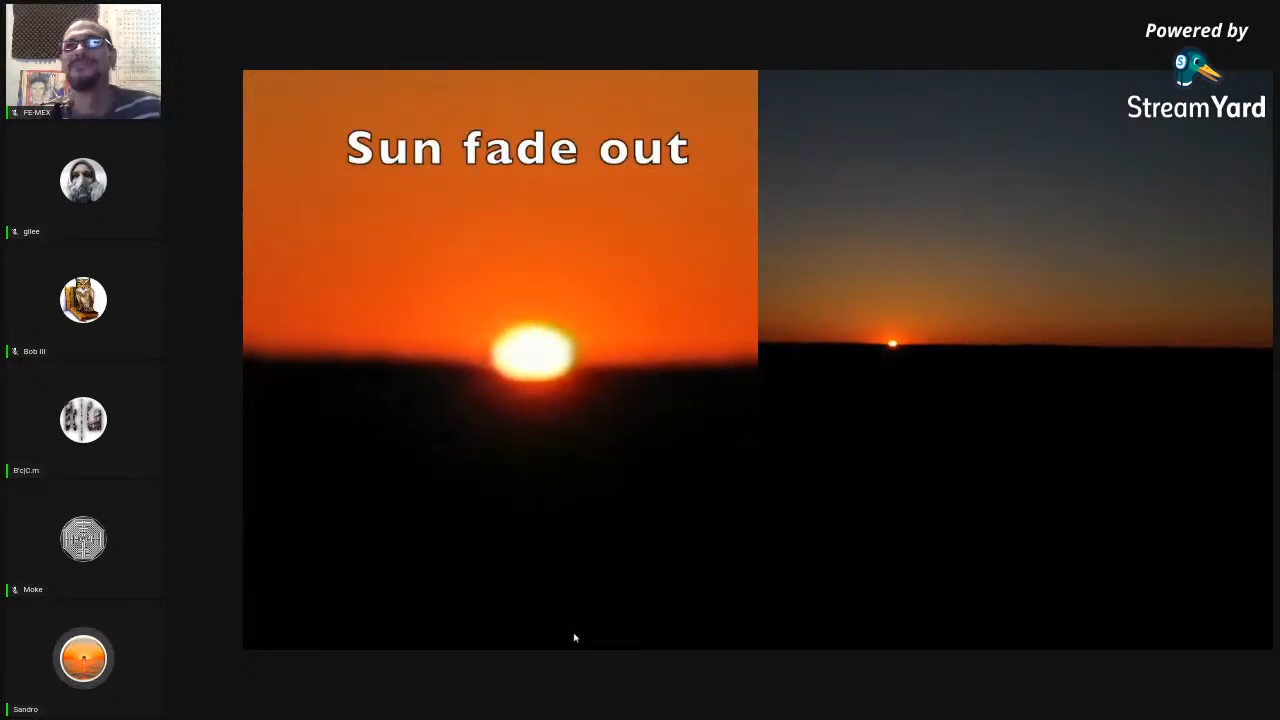 Powered by
StreamYard
Sun fade out
FE-MEX
gilee
Bob III
B'c|C.m
Moke
Sandro